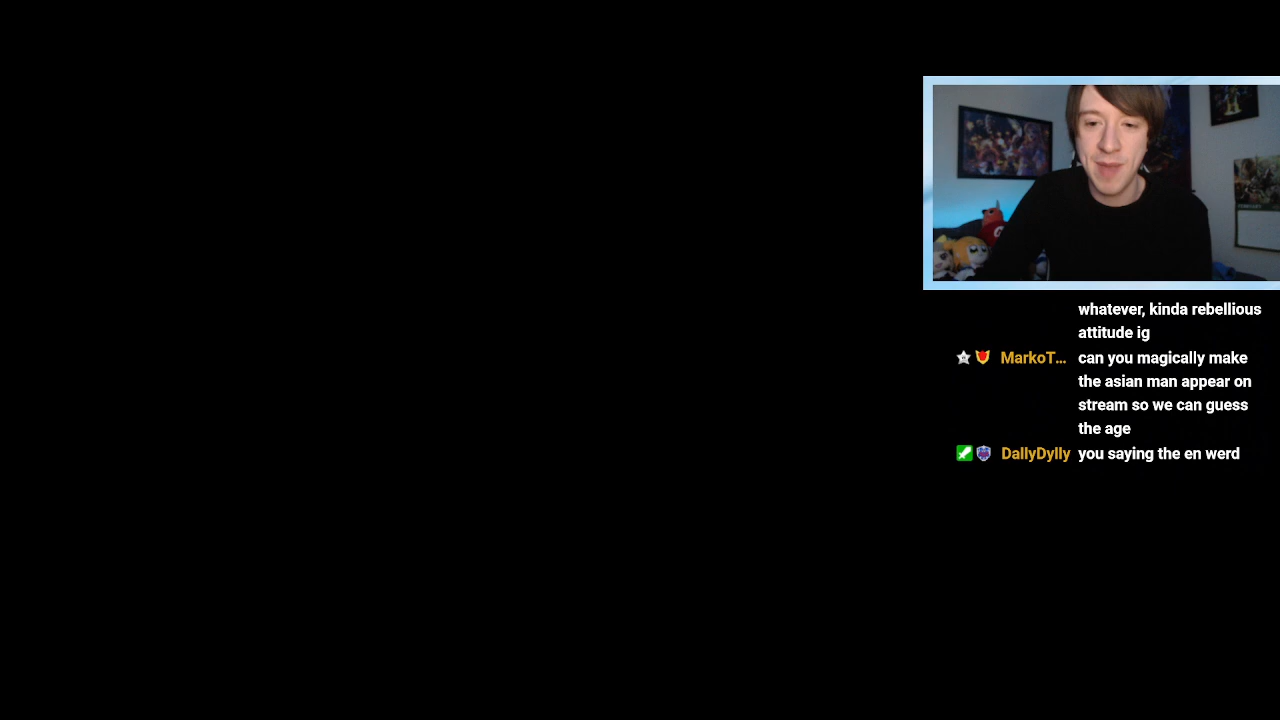 whatever, kinda rebellious
attitude ig
MarkoT... can you magically make
the asian man appear on
stream so we can guess
the age
DallyDylly you saying the en werd